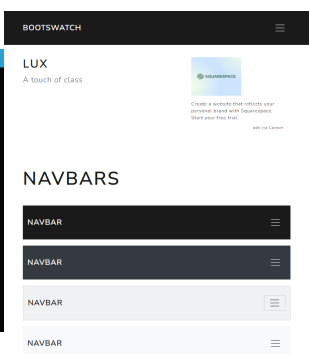 BOOTSWATCH
LUX
A touch of class
SQUARESPACE
Create a website that reflects your
personal brand with Squarespace.
Start your free trial.
ads via Carbon
NAVBARS
NAVBAR
NAVBAR
NAVBAR
NAVBAR